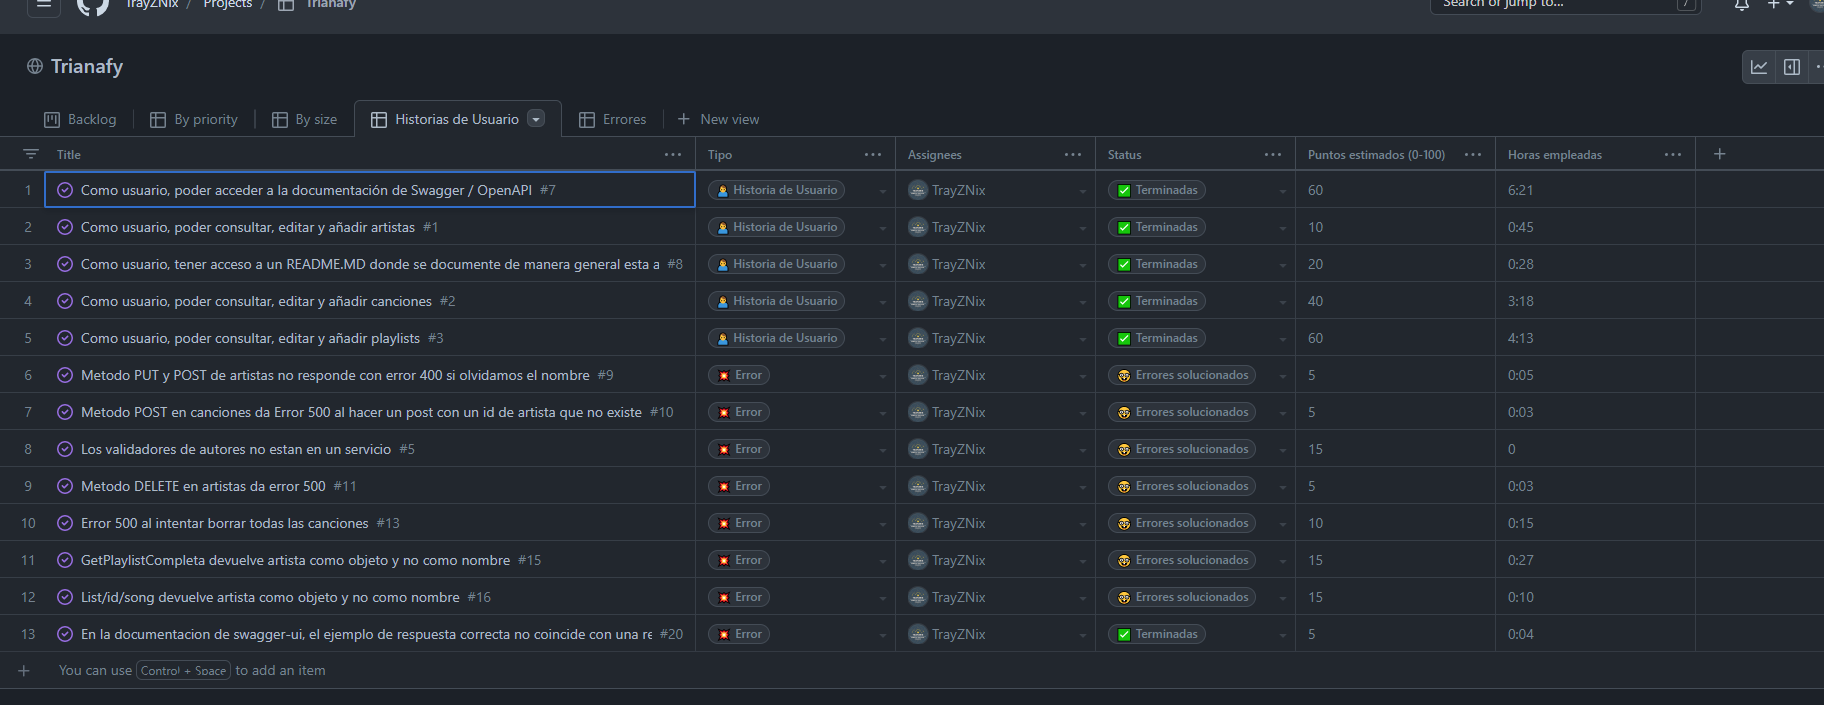 TrayZNix / Projects / Trianafy
Search or jump to... /
Trianafy
Backlog By priority By size Historias de Usuario Errores + New view
Title Tipo Assignees Status Puntos estimados (0-100) Horas empleadas
1 Como usuario, poder acceder a la documentación de Swagger / OpenAPI #7 Historia de Usuario TrayZNix Terminadas 60 6:21
2 Como usuario, poder consultar, editar y añadir artistas #1 Historia de Usuario TrayZNix Terminadas 10 0:45
3 Como usuario, tener acceso a un README.MD donde se documente de manera general esta a #8 Historia de Usuario TrayZNix Terminadas 20 0:28
4 Como usuario, poder consultar, editar y añadir canciones #2 Historia de Usuario TrayZNix Terminadas 40 3:18
5 Como usuario, poder consultar, editar y añadir playlists #3 Historia de Usuario TrayZNix Terminadas 60 4:13
6 Metodo PUT y POST de artistas no responde con error 400 si olvidamos el nombre #9 Error TrayZNix Errores solucionados 5 0:05
7 Metodo POST en canciones da Error 500 al hacer un post con un id de artista que no existe #10 Error TrayZNix Errores solucionados 5 0:03
8 Los validadores de autores no estan en un servicio #5 Error TrayZNix Errores solucionados 15 0
9 Metodo DELETE en artistas da error 500 #11 Error TrayZNix Errores solucionados 5 0:03
10 Error 500 al intentar borrar todas las canciones #13 Error TrayZNix Errores solucionados 10 0:15
11 GetPlaylistCompleta devuelve artista como objeto y no como nombre #15 Error TrayZNix Errores solucionados 15 0:27
12 List/id/song devuelve artista como objeto y no como nombre #16 Error TrayZNix Errores solucionados 15 0:10
13 En la documentacion de swagger-ui, el ejemplo de respuesta correcta no coincide con una re #20 Error TrayZNix Terminadas 5 0:04
You can use Control + Space to add an item